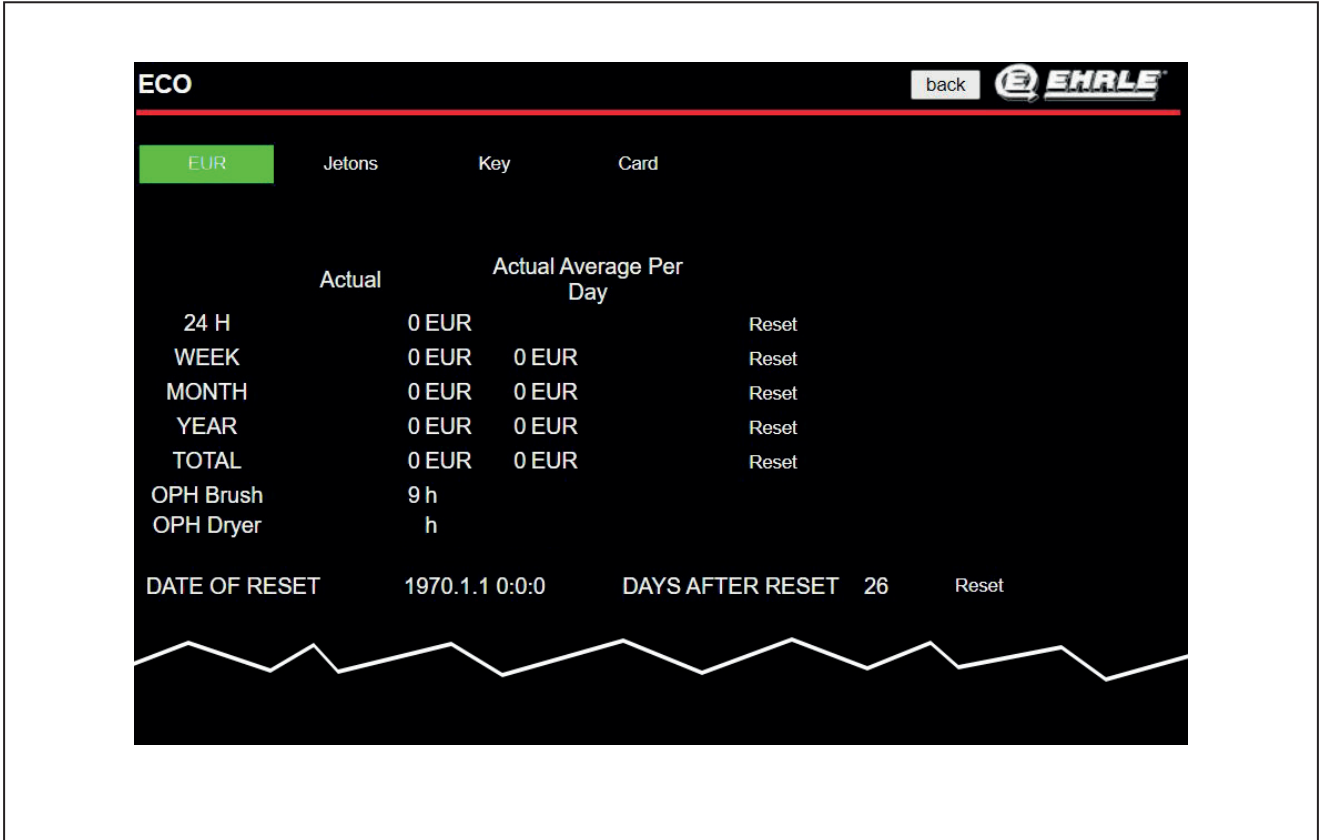 ECO back E EHRLE
EUR Jetons Key Card
Actual Actual Average Per
Day
24 H 0 EUR Reset
WEEK 0 EUR 0 EUR Reset
MONTH 0 EUR 0 EUR Reset
YEAR 0 EUR 0 EUR Reset
TOTAL 0 EUR 0 EUR Reset
OPH Brush 9 h
OPH Dryer h
DATE OF RESET 1970.1.1 0:0:0 DAYS AFTER RESET 26 Reset